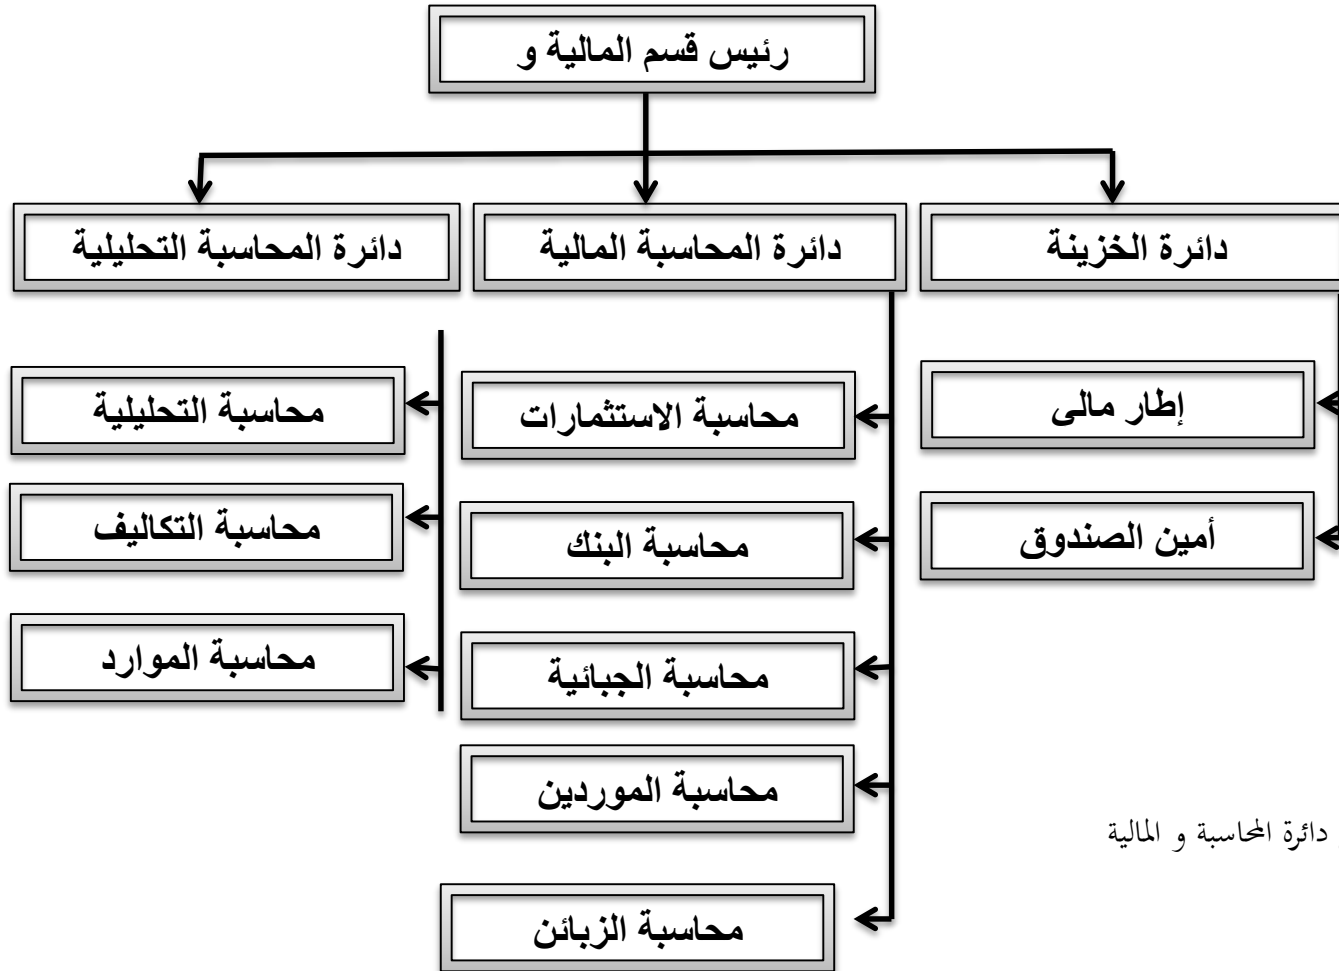 رئيس قسم المالية و
دائرة الخزينة
دائرة المحاسبة المالية
دائرة المحاسبة التحليلية
إطار مالى
محاسبة الاستثمارات
محاسبة التحليلية
أمين الصندوق
محاسبة البنك
محاسبة التكاليف
محاسبة الجبائية
محاسبة الموارد
محاسبة الموردين
دائرة المحاسبة و المالية
محاسبة الزبائن